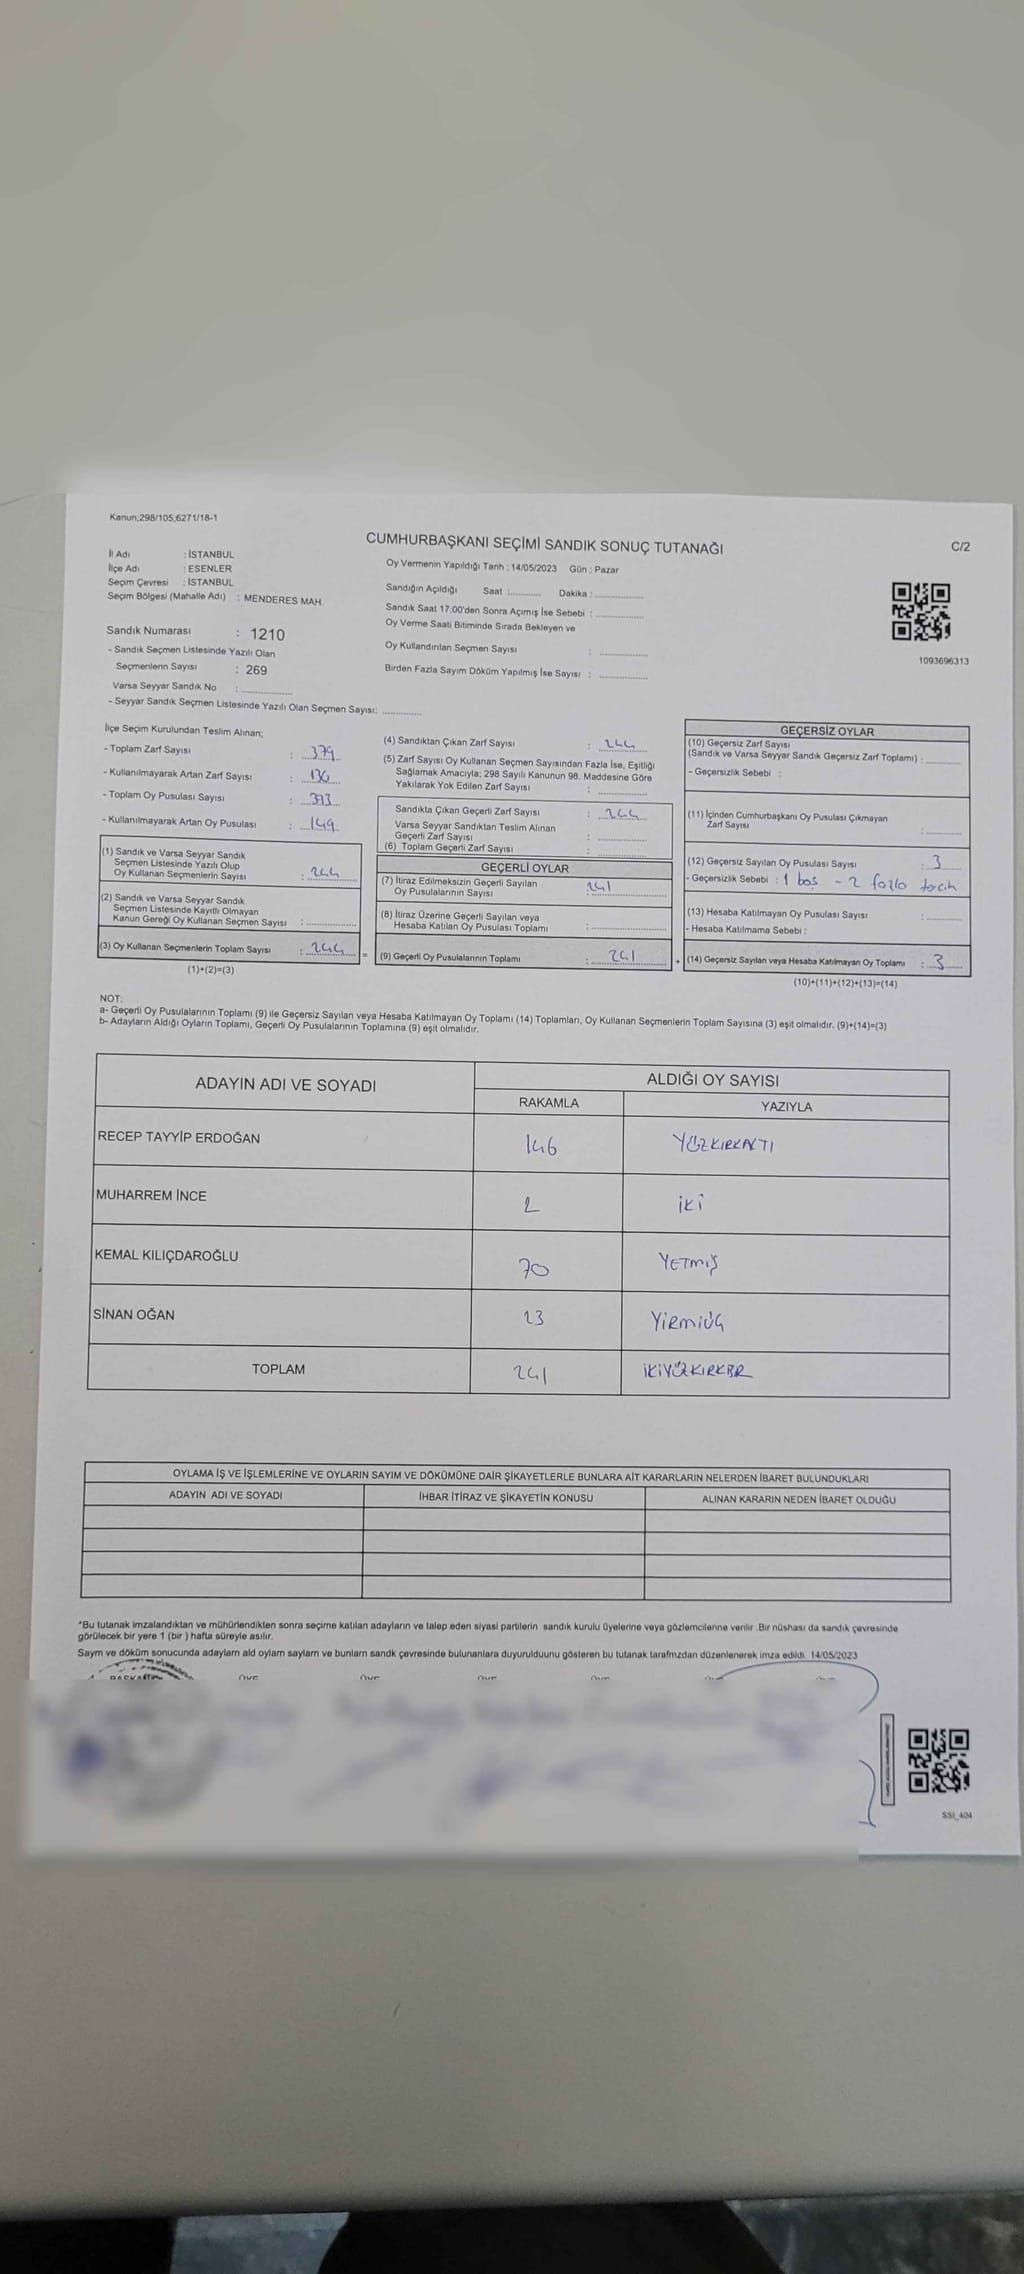 Kanun;298/105;6271/18-1
CUMHURBAŞKANI SEÇİMİ SANDIK SONUÇ TUTANAĞI
C/2
İl Adı : İSTANBUL
İlçe Adı : ESENLER
Seçim Çevresi : İSTANBUL
Seçim Bölgesi (Mahalle Adı) : MENDERES MAH.
Sandık Numarası : 1210
- Sandık Seçmen Listesinde Yazılı Olan
Seçmenlerin Sayısı : 269
Varsa Seyyar Sandık No :
- Seyyar Sandık Seçmen Listesinde Yazılı Olan Seçmen Sayısı:
Oy Vermenin Yapıldığı Tarih : 14/05/2023 Gün : Pazar
Sandığın Açıldığı Saat : Dakika :
Sandık Saat 17:00'den Sonra Açımış İse Sebebi :
Oy Verme Saati Bitiminde Sırada Bekleyen ve
Oy Kullandırılan Seçmen Sayısı :
Birden Fazla Sayım Döküm Yapılmış İse Sayısı :
1093696313
İlçe Seçim Kurulundan Teslim Alınan;
- Toplam Zarf Sayısı : 379
- Kullanılmayarak Artan Zarf Sayısı : 136
- Toplam Oy Pusulası Sayısı : 393
- Kullanılmayarak Artan Oy Pusulası : 149
(1) Sandık ve Varsa Seyyar Sandık
Seçmen Listesinde Yazılı Olup
Oy Kullanan Seçmenlerin Sayısı : 244
(2) Sandık ve Varsa Seyyar Sandık
Seçmen Listesinde Kayıtlı Olmayan
Kanun Gereği Oy Kullanan Seçmen Sayısı :
(3) Oy Kullanan Seçmenlerin Toplam Sayısı : 244 =
(1)+(2)=(3)
(4) Sandıktan Çıkan Zarf Sayısı : 244
(5) Zarf Sayısı Oy Kullanan Seçmen Sayısından Fazla İse, Eşitliği
Sağlamak Amacıyla; 298 Sayılı Kanunun 98. Maddesine Göre
Yakılarak Yok Edilen Zarf Sayısı :
Sandıkta Çıkan Geçerli Zarf Sayısı : 244
Varsa Seyyar Sandıktan Teslim Alınan
Geçerli Zarf Sayısı :
(6) Toplam Geçerli Zarf Sayısı :
GEÇERLİ OYLAR
(7) İtiraz Edilmeksizin Geçerli Sayılan
Oy Pusulalarının Sayısı : 241
(8) İtiraz Üzerine Geçerli Sayılan veya
Hesaba Katılan Oy Pusulası Toplamı :
(9) Geçerli Oy Pusulalarının Toplamı : 241 +
GEÇERSİZ OYLAR
(10) Geçersiz Zarf Sayısı
(Sandık ve Varsa Seyyar Sandık Geçersiz Zarf Toplamı) :
- Geçersizlik Sebebi :
(11) İçinden Cumhurbaşkanı Oy Pusulası Çıkmayan
Zarf Sayısı :
(12) Geçersiz Sayılan Oy Pusulası Sayısı : 3
- Geçersizlik Sebebi : 1 boş - 2 fazla tercih
(13) Hesaba Katılmayan Oy Pusulası Sayısı :
- Hesaba Katılmama Sebebi :
(14) Geçersiz Sayılan veya Hesaba Katılmayan Oy Toplamı : 3
(10)+(11)+(12)+(13)=(14)
NOT:
a- Geçerli Oy Pusulalarının Toplamı (9) ile Geçersiz Sayılan veya Hesaba Katılmayan Oy Toplamı (14) Toplamları, Oy Kullanan Seçmenlerin Toplam Sayısına (3) eşit olmalıdır. (9)+(14)=(3)
b- Adayların Aldığı Oyların Toplamı, Geçerli Oy Pusulalarının Toplamına (9) eşit olmalıdır.
ADAYIN ADI VE SOYADI ALDIĞI OY SAYISI
RAKAMLA YAZIYLA
RECEP TAYYİP ERDOĞAN 146 YÜZKIRKALTI
MUHARREM İNCE 2 İKİ
KEMAL KILIÇDAROĞLU 70 YETMİŞ
SİNAN OĞAN 23 YİRMİÜÇ
TOPLAM 241 İKİYÜZKIRKBİR
OYLAMA İŞ VE İŞLEMLERİNE VE OYLARIN SAYIM VE DÖKÜMÜNE DAİR ŞİKAYETLERLE BUNLARA AİT KARARLARIN NELERDEN İBARET BULUNDUKLARI
ADAYIN ADI VE SOYADI İHBAR İTİRAZ VE ŞİKAYETİN KONUSU ALINAN KARARIN NEDEN İBARET OLDUĞU
*Bu tutanak imzalandıktan ve mühürlendikten sonra seçime katılan adayların ve talep eden siyasi partilerin sandık kurulu üyelerine veya gözlemcilerine verilir. Bir nüshası da sandık çevresinde
görülecek bir yere 1 (bir ) hafta süreyle asılır.
Sayım ve döküm sonucunda adayların ald oyların sayları ve bunların sandk çevresinde bulunanlara duyurulduunu gösteren bu tutanak tarafmzdan düzenlenerek imza edildi. 14/05/2023
SSI_404